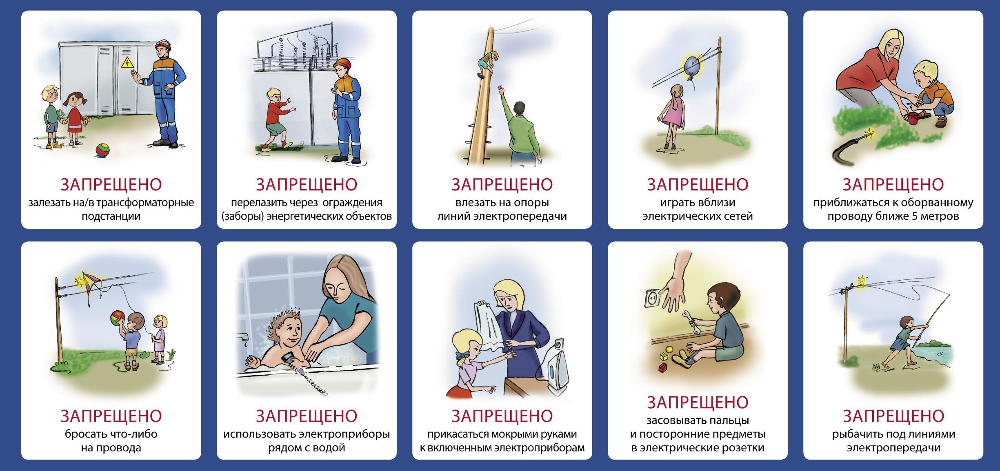 ЗАПРЕЩЕНО
залезать на/в трансформаторные
подстанции
ЗАПРЕЩЕНО
перелазить через ограждения
(заборы) энергетических объектов
ЗАПРЕЩЕНО
влезать на опоры
линий электропередачи
ЗАПРЕЩЕНО
играть вблизи
электрических сетей
ЗАПРЕЩЕНО
приближаться к оборванному
проводу ближе 5 метров
ЗАПРЕЩЕНО
бросать что-либо
на провода
ЗАПРЕЩЕНО
использовать электроприборы
рядом с водой
ЗАПРЕЩЕНО
прикасаться мокрыми руками
к включенным электроприборам
ЗАПРЕЩЕНО
засовывать пальцы
и посторонние предметы
в электрические розетки
ЗАПРЕЩЕНО
рыбачить под линиями
электропередачи